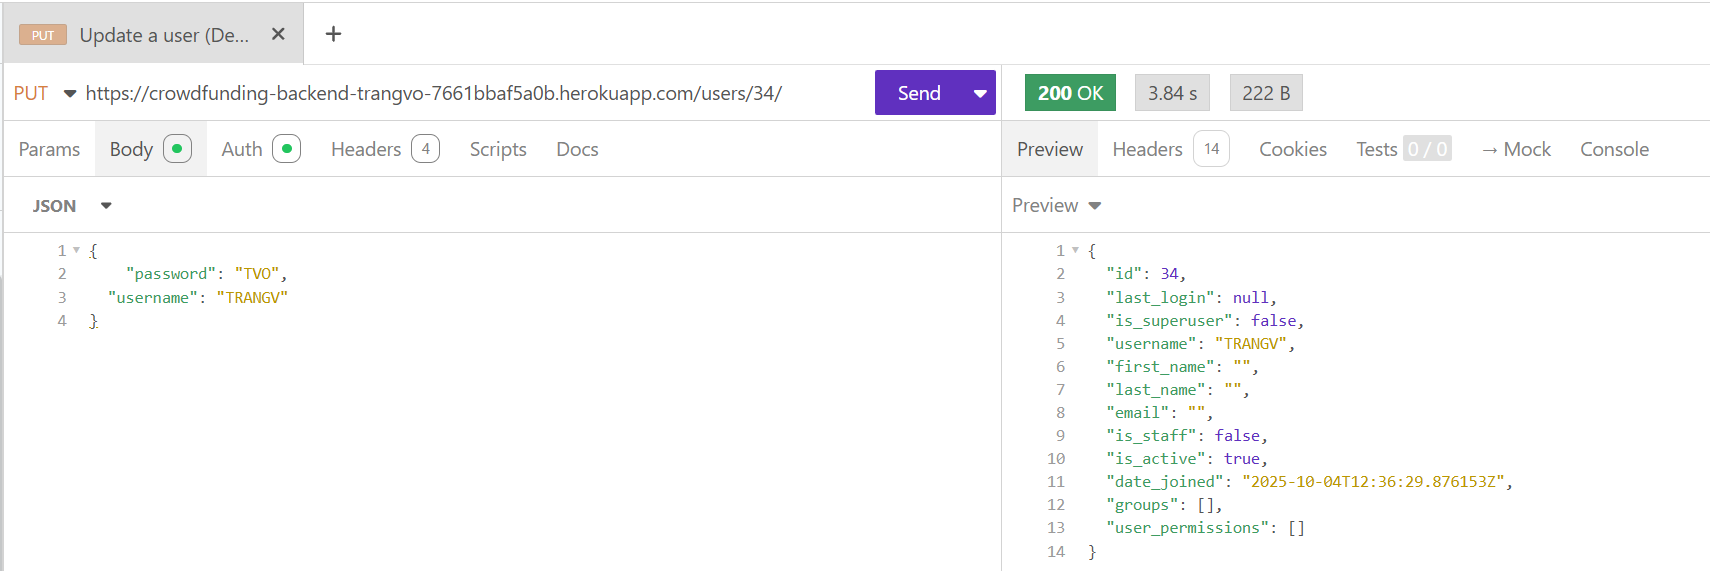 PUT Update a user (De... × +
PUT https://crowdfunding-backend-trangvo-7661bbaf5a0b.herokuapp.com/users/34/ Send
200 OK 3.84 s 222 B
Params Body Auth Headers 4 Scripts Docs
Preview Headers 14 Cookies Tests 0 / 0 → Mock Console
JSON
1 {
2 "password": "TVO",
3 "username": "TRANGV"
4 }
Preview
1 {
2 "id": 34,
3 "last_login": null,
4 "is_superuser": false,
5 "username": "TRANGV",
6 "first_name": "",
7 "last_name": "",
8 "email": "",
9 "is_staff": false,
10 "is_active": true,
11 "date_joined": "2025-10-04T12:36:29.876153Z",
12 "groups": [],
13 "user_permissions": []
14 }